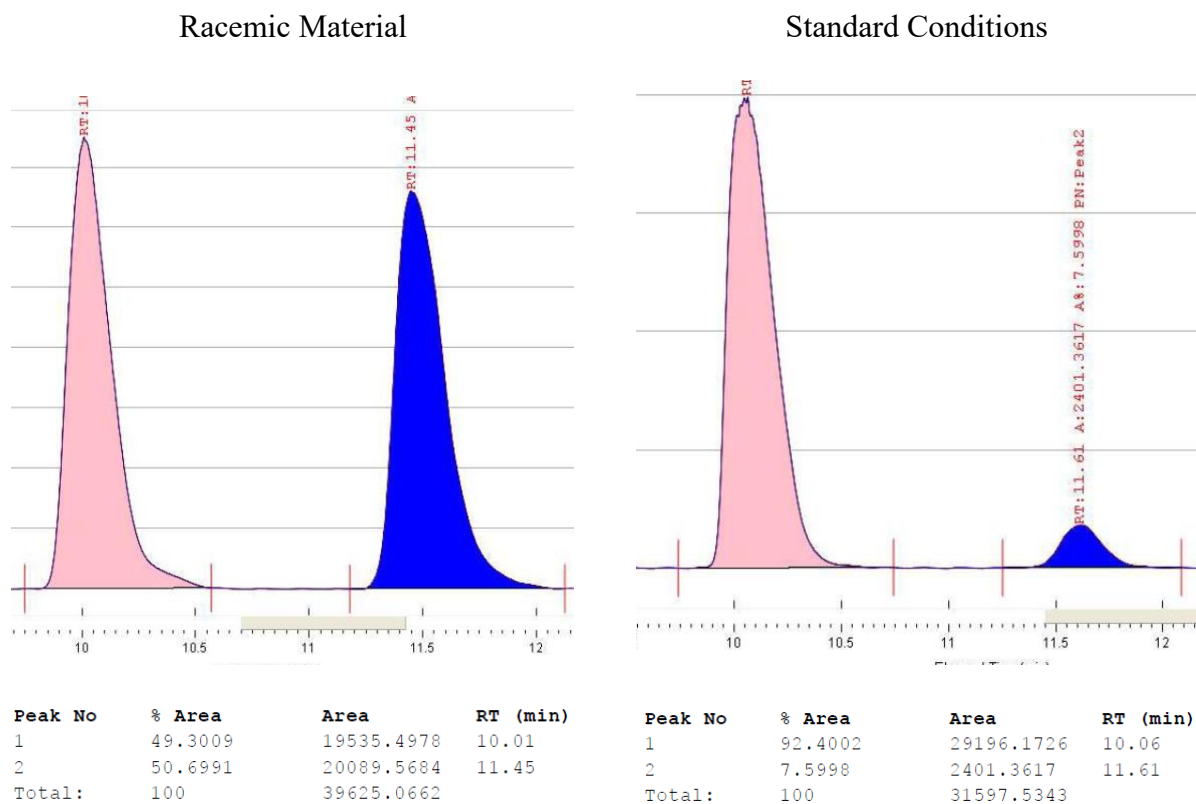 Racemic Material
Standard Conditions
RT:11.45 A
RT
RT:11.61 A:2401.3617 A%:7.5998 PN:Peak2
10 10.5 11 11.5 12
10 10.5 11 11.5 12
Peak No % Area Area RT (min)
1 49.3009 19535.4978 10.01
2 50.6991 20089.5684 11.45
Total: 100 39625.0662
Peak No % Area Area RT (min)
1 92.4002 29196.1726 10.06
2 7.5998 2401.3617 11.61
Total: 100 31597.5343